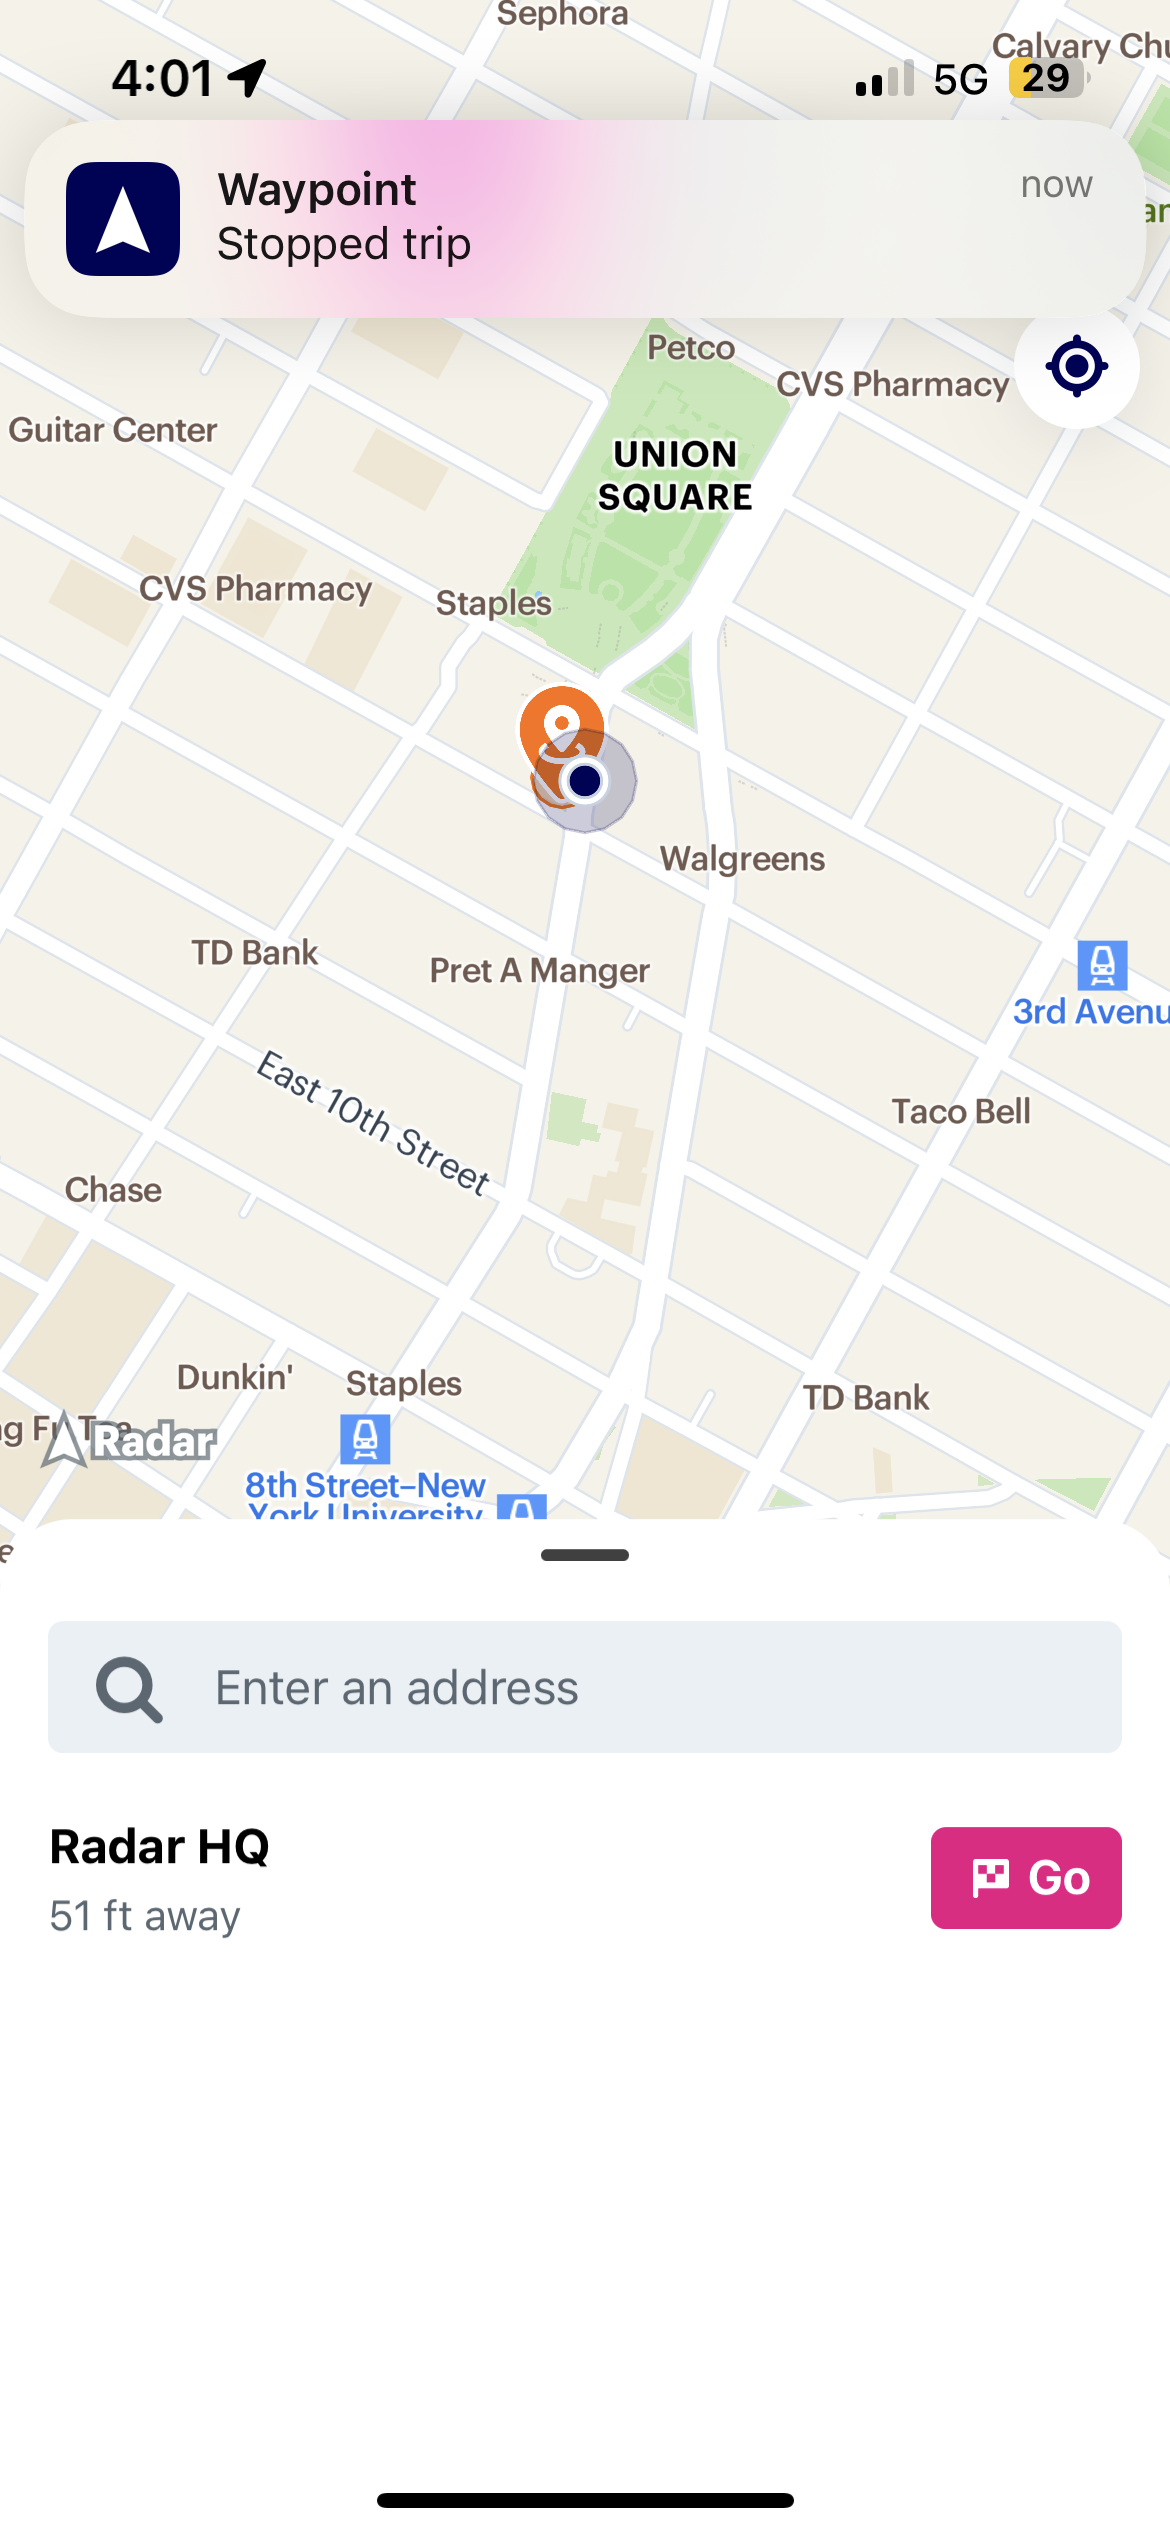 Sephora
Calvary Chu
4:01
5G
29
Waypoint
now
Stopped trip
an
Petco
CVS Pharmacy
Guitar Center
UNION
SQUARE
CVS Pharmacy
Staples
Walgreens
TD Bank
Pret A Manger
3rd Avenu
East 10th Street
Taco Bell
Chase
Dunkin'
Staples
TD Bank
Radar
8th Street–New
York University
Enter an address
Radar HQ
51 ft away
Go